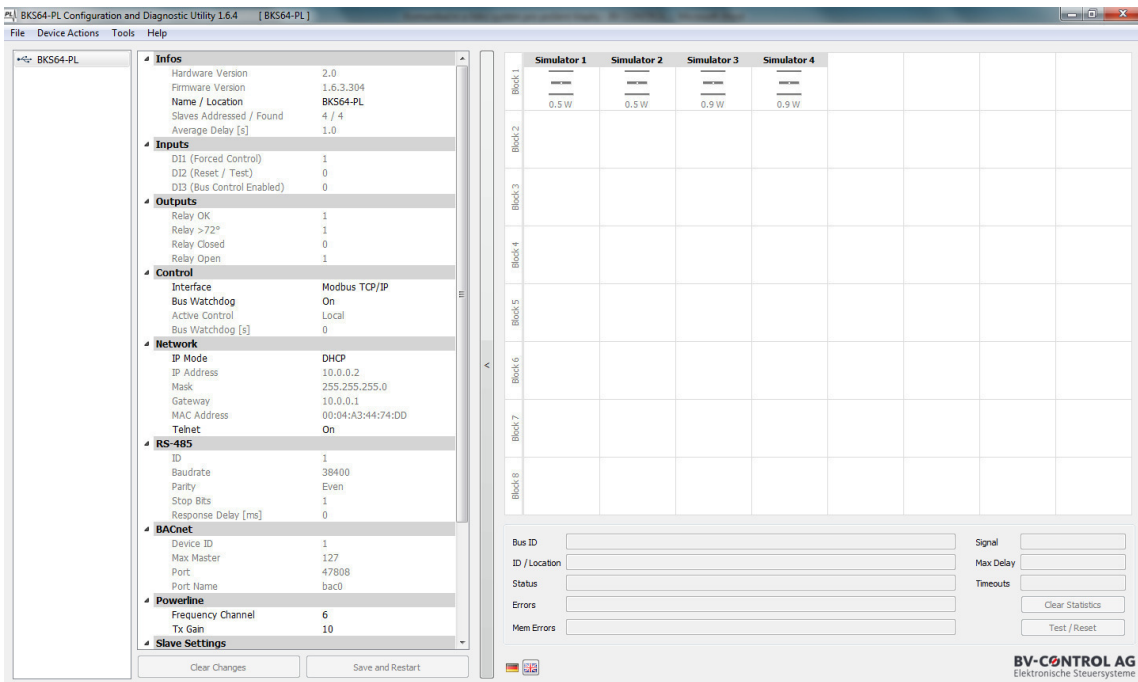 BKS64-PL Configuration and Diagnostic Utility 1.6.4 [ BKS64-PL ]
File Device Actions Tools Help
BKS64-PL
Infos
Hardware Version 2.0
Firmware Version 1.6.3.304
Name / Location BKS64-PL
Slaves Addressed / Found 4 / 4
Average Delay [s] 1.0
Inputs
DI1 (Forced Control) 1
DI2 (Reset / Test) 0
DI3 (Bus Control Enabled) 0
Outputs
Relay OK 1
Relay >72° 1
Relay Closed 0
Relay Open 1
Control
Interface Modbus TCP/IP
Bus Watchdog On
Active Control Local
Bus Watchdog [s] 0
Network
IP Mode DHCP
IP Address 10.0.0.2
Mask 255.255.255.0
Gateway 10.0.0.1
MAC Address 00:04:A3:44:74:DD
Telnet On
RS-485
ID 1
Baudrate 38400
Parity Even
Stop Bits 1
Response Delay [ms] 0
BACnet
Device ID 1
Max Master 127
Port 47808
Port Name bac0
Powerline
Frequency Channel 6
Tx Gain 10
Slave Settings
Clear Changes Save and Restart
<
Simulator 1 Simulator 2 Simulator 3 Simulator 4
Block 1
0.5 W 0.5 W 0.9 W 0.9 W
Block 2
Block 3
Block 4
Block 5
Block 6
Block 7
Block 8
Bus ID Signal
ID / Location Max Delay
Status Timeouts
Errors Clear Statistics
Mem Errors Test / Reset
BV-CONTROL AG
Elektronische Steuersysteme